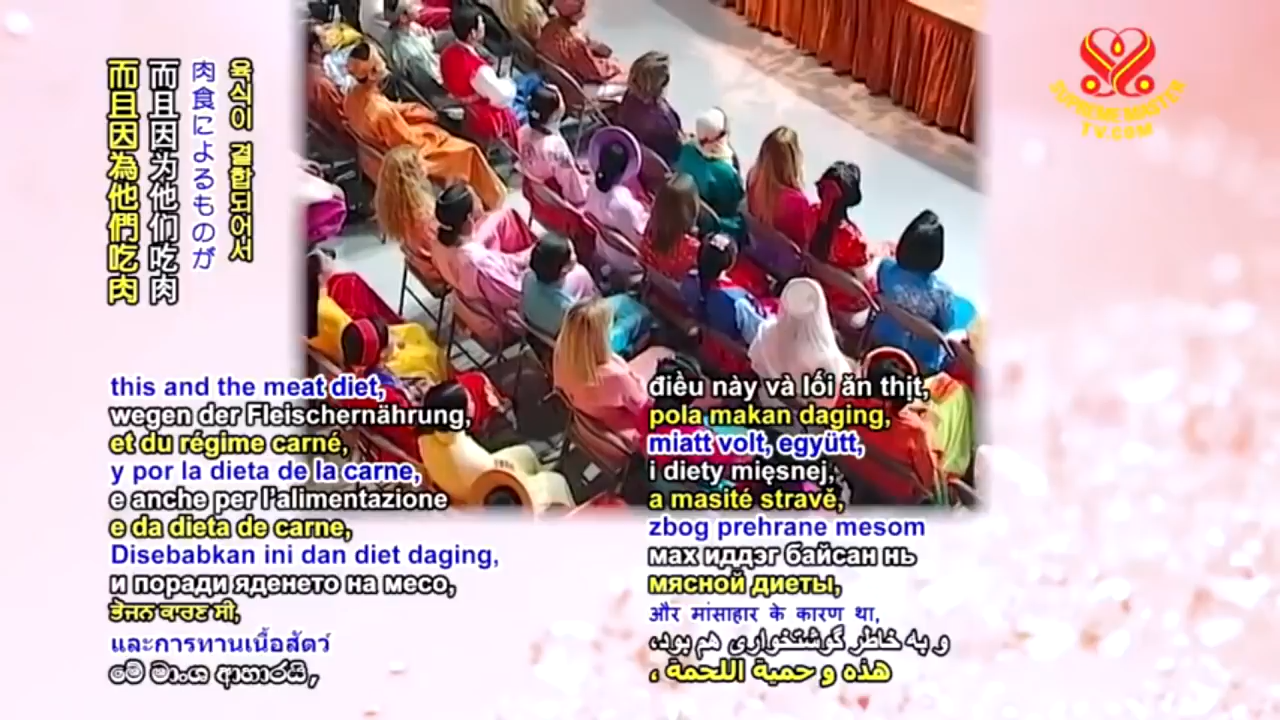 而且因為他們吃肉
而且因为他们吃肉
肉食によるものが
육식이 결합되어서
SUPREME MASTER
TV.COM
this and the meat diet,
wegen der Fleischernährung,
et du régime carné,
y por la dieta de la carne,
e anche per l'alimentazione
e da dieta de carne,
Disebabkan ini dan diet daging,
и поради яденето на месо,
ਭੋਜਨ ਕਾਰਣ ਸੀ,
และการทานเนื้อสัตว์
මේ මාංශ ආහාරයි,
điều này và lối ăn thịt,
pola makan daging,
miatt volt, együtt,
i diety mięsnej,
a masité stravě,
zbog prehrane mesom
мах иддэг байсан нь
мясной диеты,
और मांसाहार के कारण था,
و به خاطر گوشتخواری هم بود،
هذه و حمية اللحمة ،